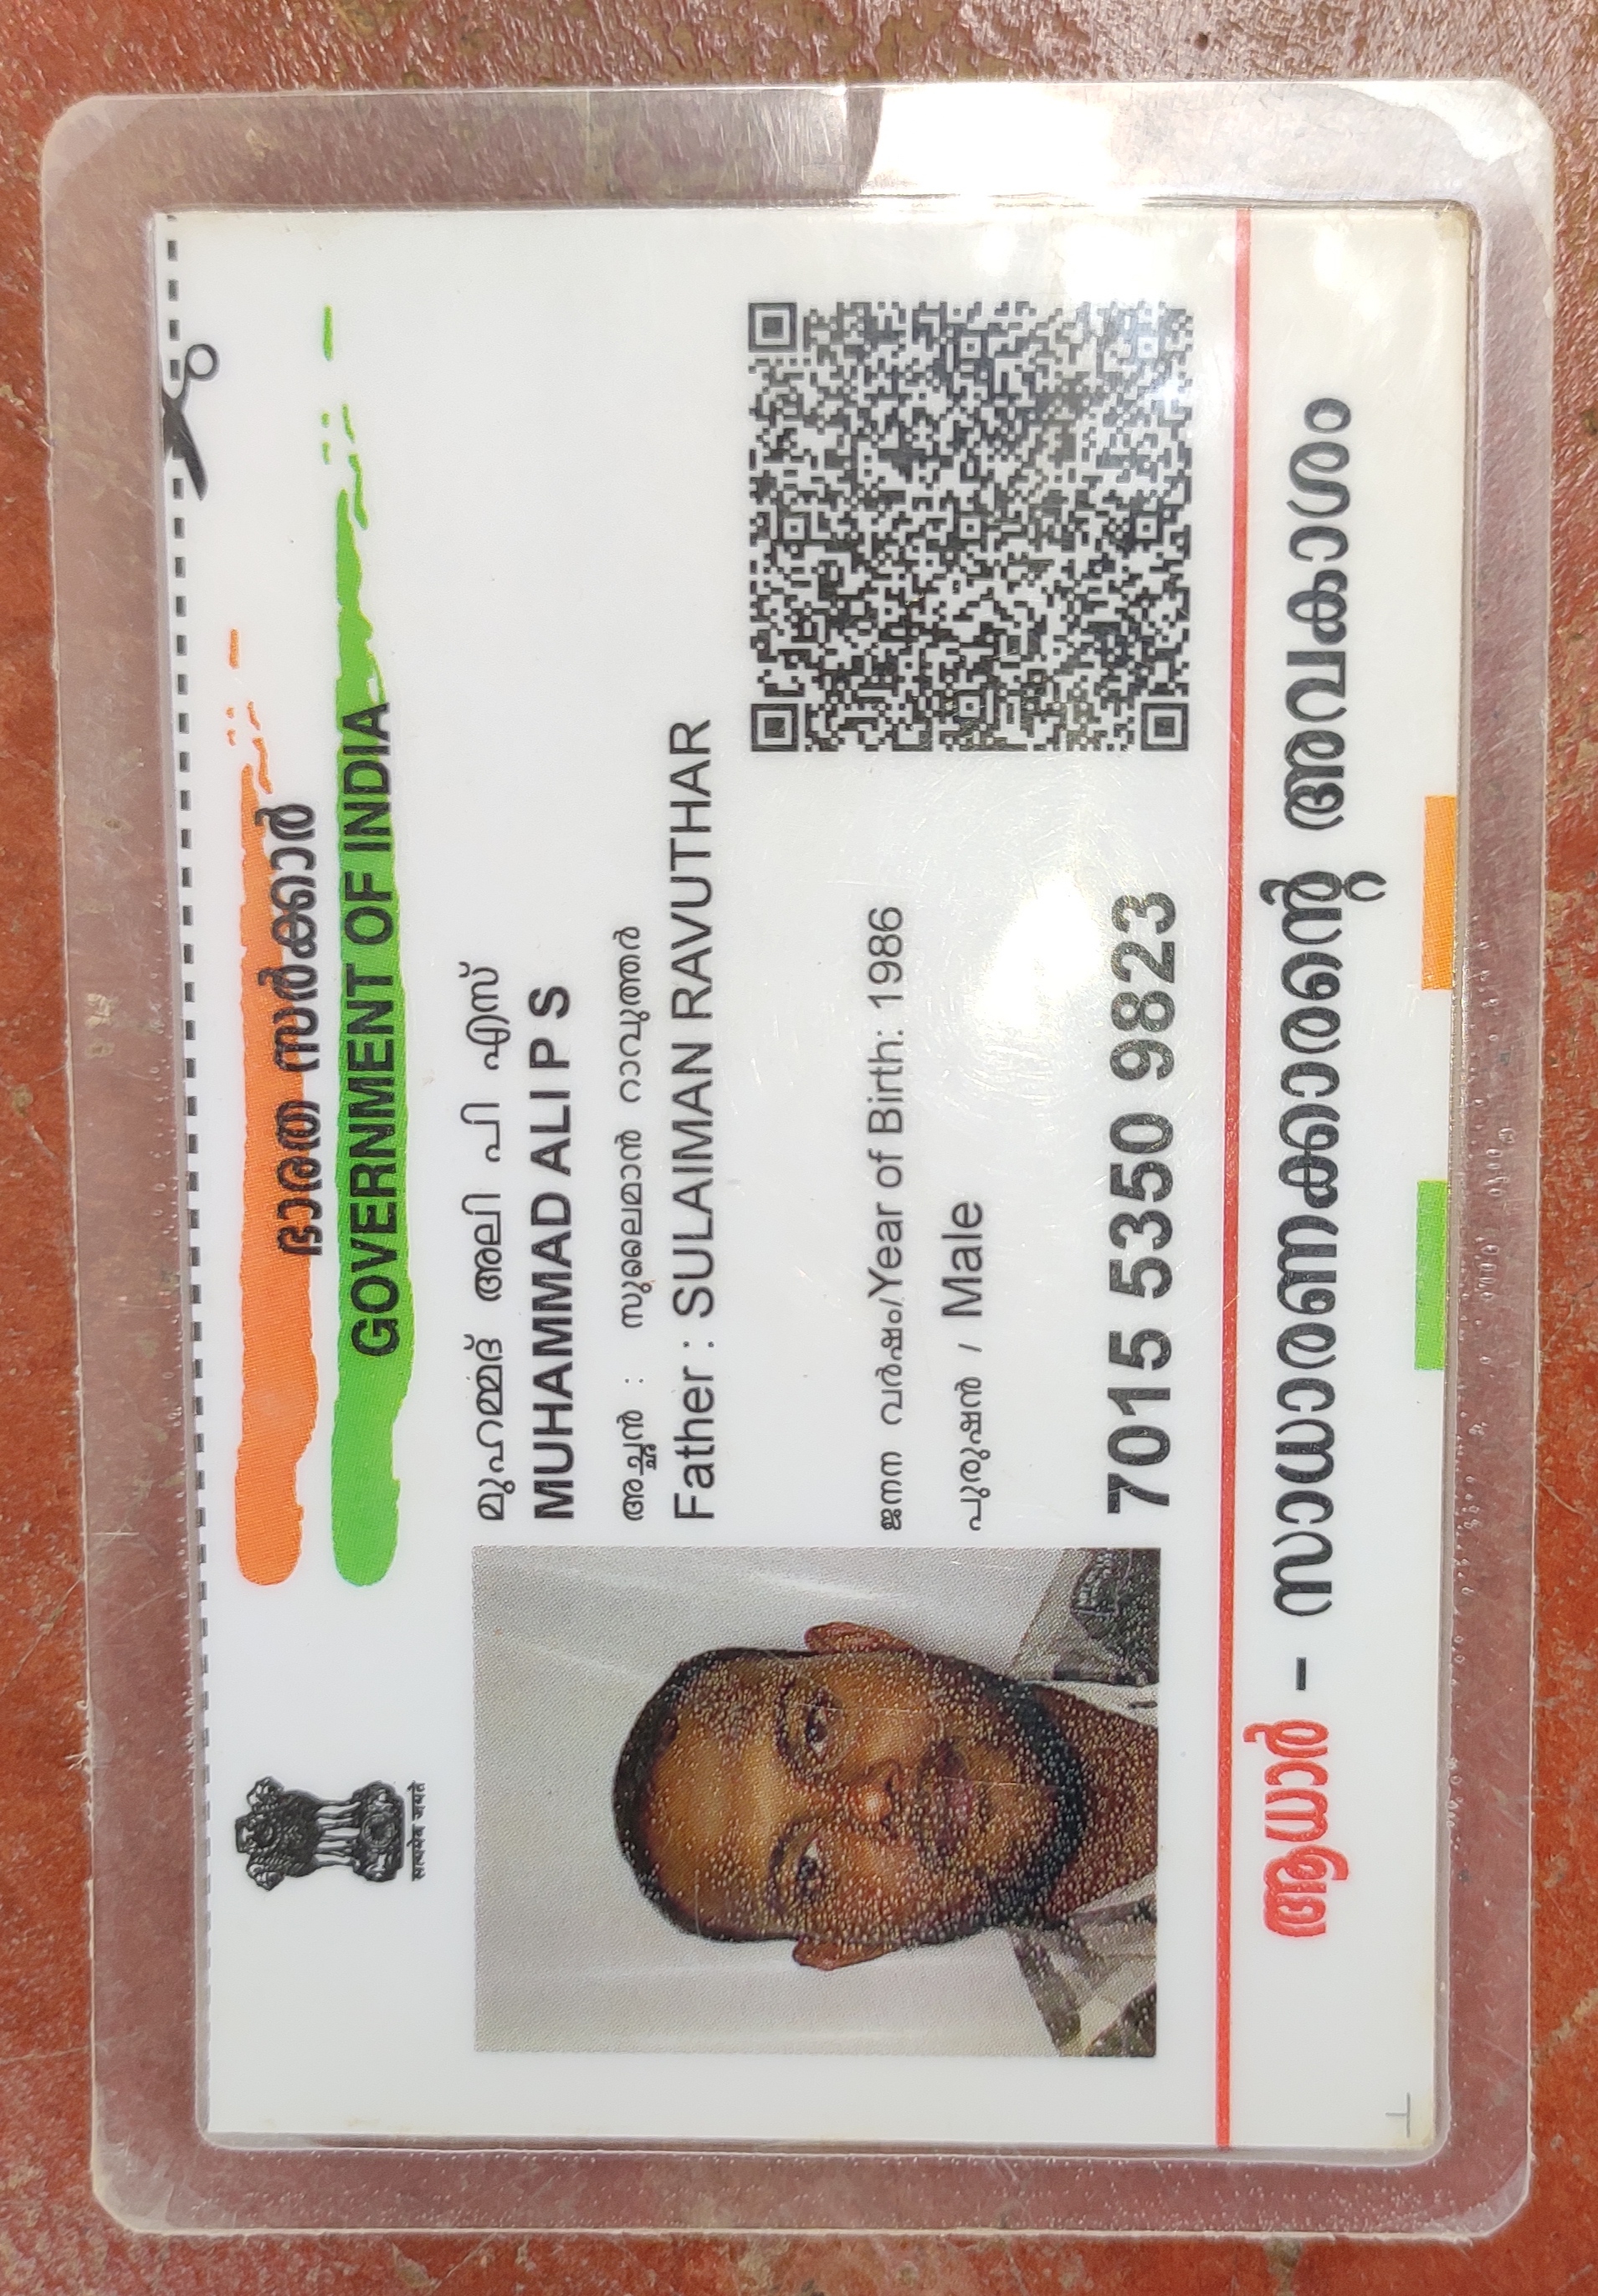 ഭാരത സർക്കാർ
GOVERNMENT OF INDIA
सत्यमेव जयते
മുഹമ്മദ് അലി പി എസ്
MUHAMMAD ALI P S
അച്ഛൻ : സുലൈമാൻ റാവുത്തർ
Father : SULAIMAN RAVUTHAR
ജനന വർഷം/Year of Birth: 1986
പുരുഷൻ / Male
7015 5350 9823
ആധാർ - സാധാരണക്കാരന്റെ അവകാശം